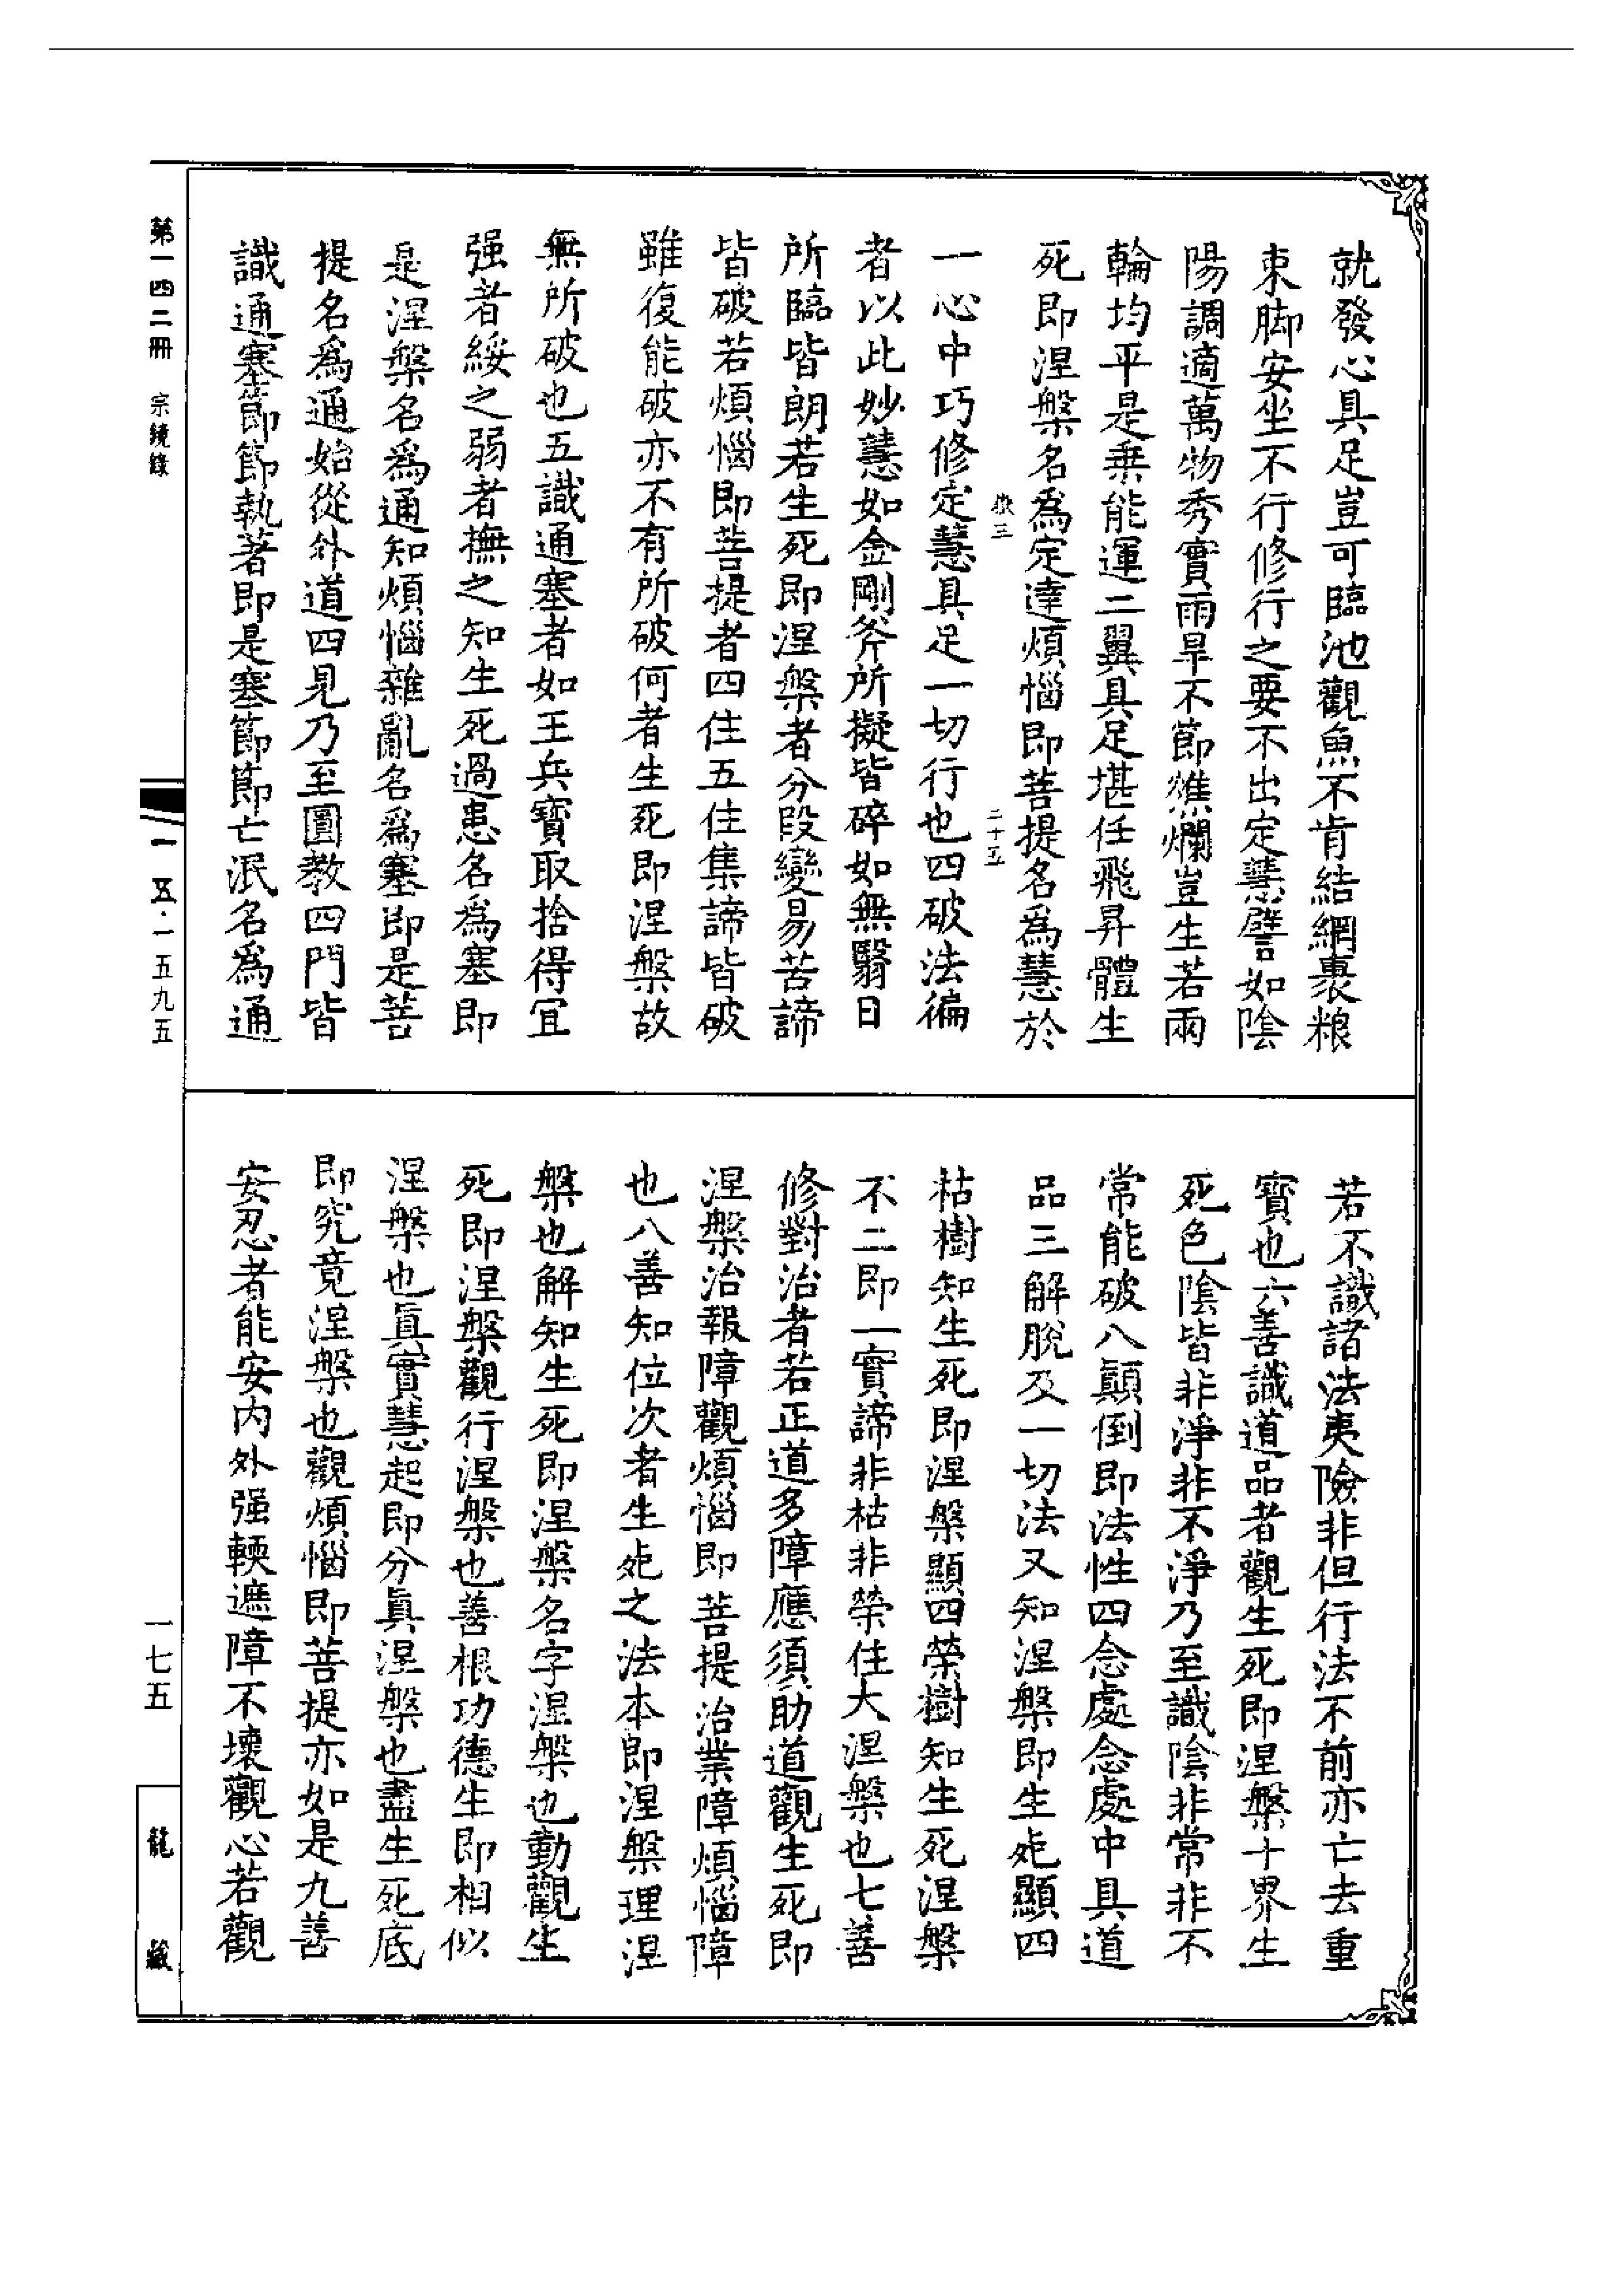 就發心具足豈可臨池觀魚不肯結網裹粮
束脚安坐不行修行之要不出定慧譬如陰
陽調適萬物秀實雨旱不節燋爛豈生若兩
輪均平是乗能運二翼具足堪任飛昇體生
死即涅槃名爲定達煩惱即菩提名爲慧於
三
二十五
一心中巧修定慧具足一切行也四破法徧
者以此妙慧如金剛斧所擬皆碎如無翳日
所臨皆朗若生死即涅槃者分段變易苦諦
皆破若煩惱即菩提者四住五住集諦皆破
雖復能破亦不有所破何者生死即涅槃故
無所破也五識通塞者如王兵寶取捨得宜
强者綏之弱者撫之知生死過患名爲塞即
是涅槃名爲通知煩惱雜亂名爲塞即是菩
提名爲通始從外道四見乃至圓教四門皆
識通塞節節執著即是塞節節亡泯名爲通
若不識諸法夷險非但行法不前亦亡去重
寶也六善識道品者觀生死即涅槃十界生
死色陰皆非淨非不淨乃至識陰非常非不
常能破八顚倒即法性四念處念處中具道
品三解脫及一切法又知涅槃即生死顯四
枯樹知生死即涅槃顯四榮樹知生死涅槃
不二即一實諦非枯非榮住大涅槃也七善
修對治者若正道多障應須助道觀生死即
涅槃治報障觀煩惱即菩提治業障煩惱障
也八善知位次者生死之法本即涅槃理涅
槃也解知生死即涅槃名字涅槃也勤觀生
死即涅槃觀行涅槃也善根功德生即相似
涅槃也眞實慧起即分眞涅槃也盡生死底
即究竟涅槃也觀煩惱即菩提亦如是九善
安忍者能安内外强輭遮障不壞觀心若觀
第一四二冊 宗鏡錄
一五·一五九五
一七五
龍藏